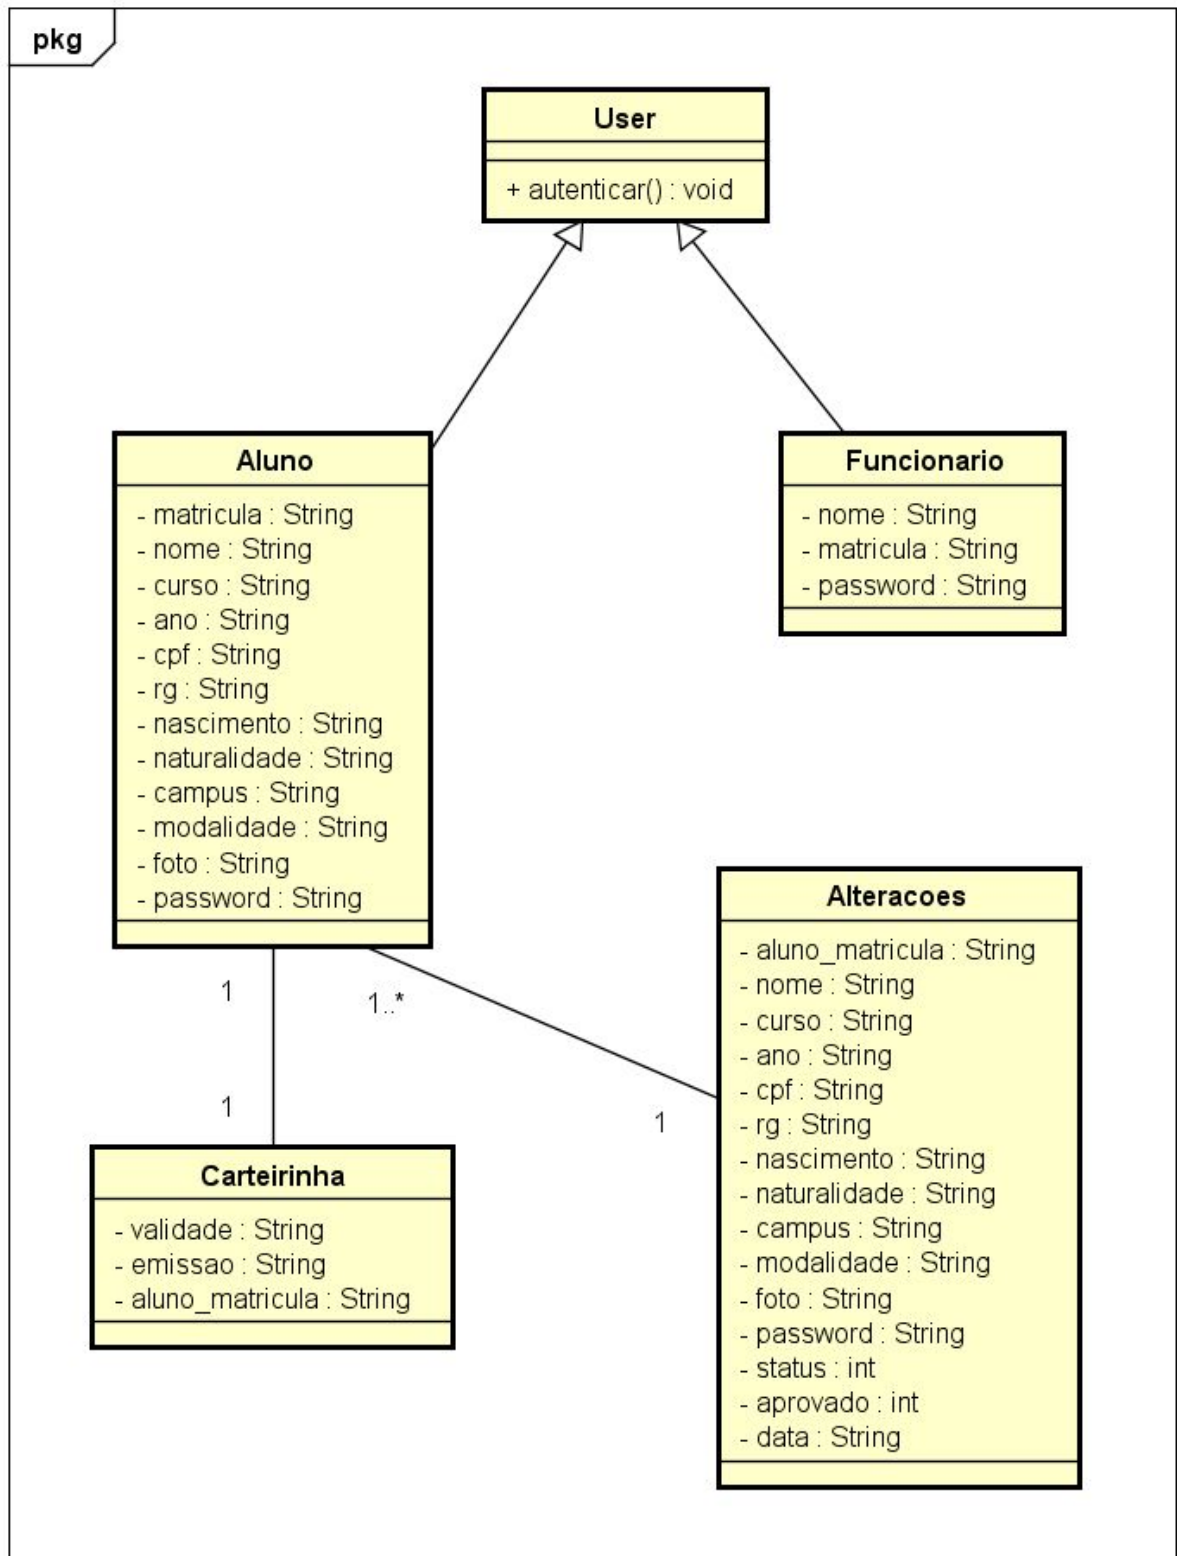 pkg
User
+ autenticar() : void
Aluno
- matricula : String
- nome : String
- curso : String
- ano : String
- cpf : String
- rg : String
- nascimento : String
- naturalidade : String
- campus : String
- modalidade : String
- foto : String
- password : String
Funcionario
- nome : String
- matricula : String
- password : String
1
1..*
1
1
Carteirinha
- validade : String
- emissao : String
- aluno_matricula : String
Alteracoes
- aluno_matricula : String
- nome : String
- curso : String
- ano : String
- cpf : String
- rg : String
- nascimento : String
- naturalidade : String
- campus : String
- modalidade : String
- foto : String
- password : String
- status : int
- aprovado : int
- data : String